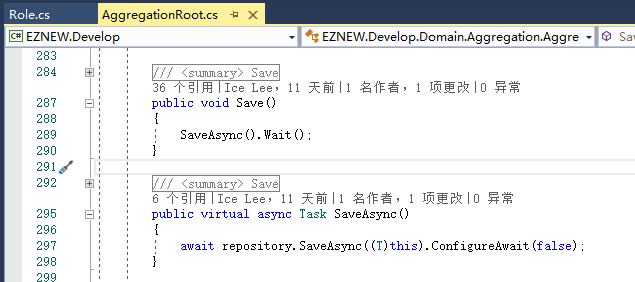 Role.cs AggregationRoot.cs
C# EZNEW.Develop EZNEW.Develop.Domain.Aggregation.Aggre Sav
283
284 /// <summary> Save
36 个引用|Ice Lee，11 天前|1 名作者，1 项更改|0 异常
287 public void Save()
288 {
289 SaveAsync().Wait();
290 }
291
292 /// <summary> Save
6 个引用|Ice Lee，11 天前|1 名作者，1 项更改|0 异常
295 public virtual async Task SaveAsync()
296 {
297 await repository.SaveAsync((T)this).ConfigureAwait(false);
298 }
299